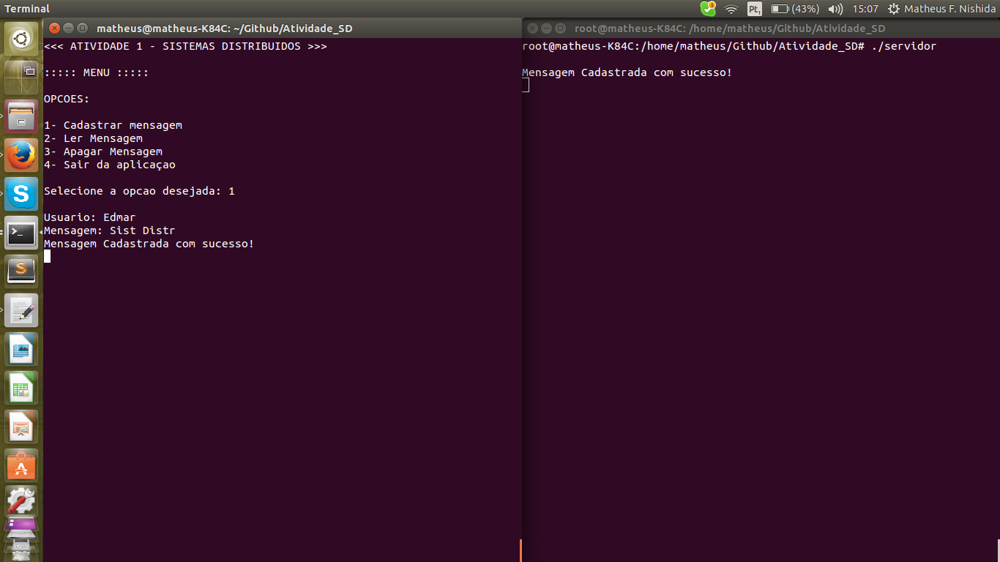 Terminal
Pt1 (43%) 15:07 Matheus F. Nishida
matheus@matheus-K84C: ~/Github/Atividade_SD
<<< ATIVIDADE 1 - SISTEMAS DISTRIBUIDOS >>>
::::: MENU :::::
OPCOES:
1- Cadastrar mensagem
2- Ler Mensagem
3- Apagar Mensagem
4- Sair da aplicaçao
Selecione a opcao desejada: 1
Usuario: Edmar
Mensagem: Sist Distr
Mensagem Cadastrada com sucesso!
root@matheus-K84C: /home/matheus/Github/Atividade_SD
root@matheus-K84C:/home/matheus/Github/Atividade_SD# ./servidor
Mensagem Cadastrada com sucesso!